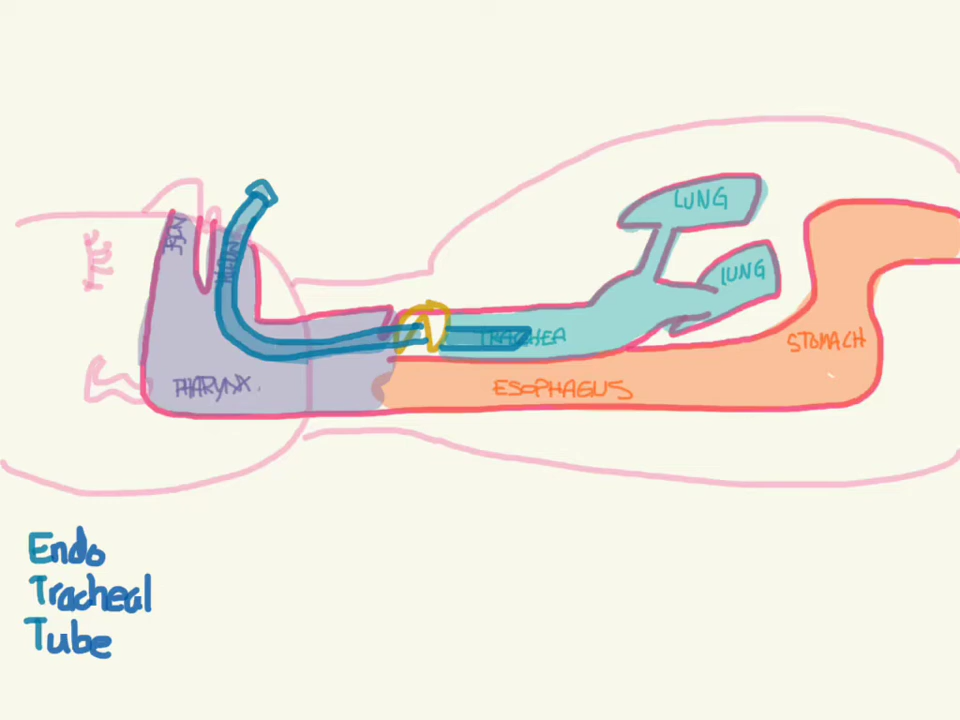 LUNG
LUNG
TRACHEA
STOMACH
PHARYNX.
ESOPHAGUS
Endo
Tracheal
Tube